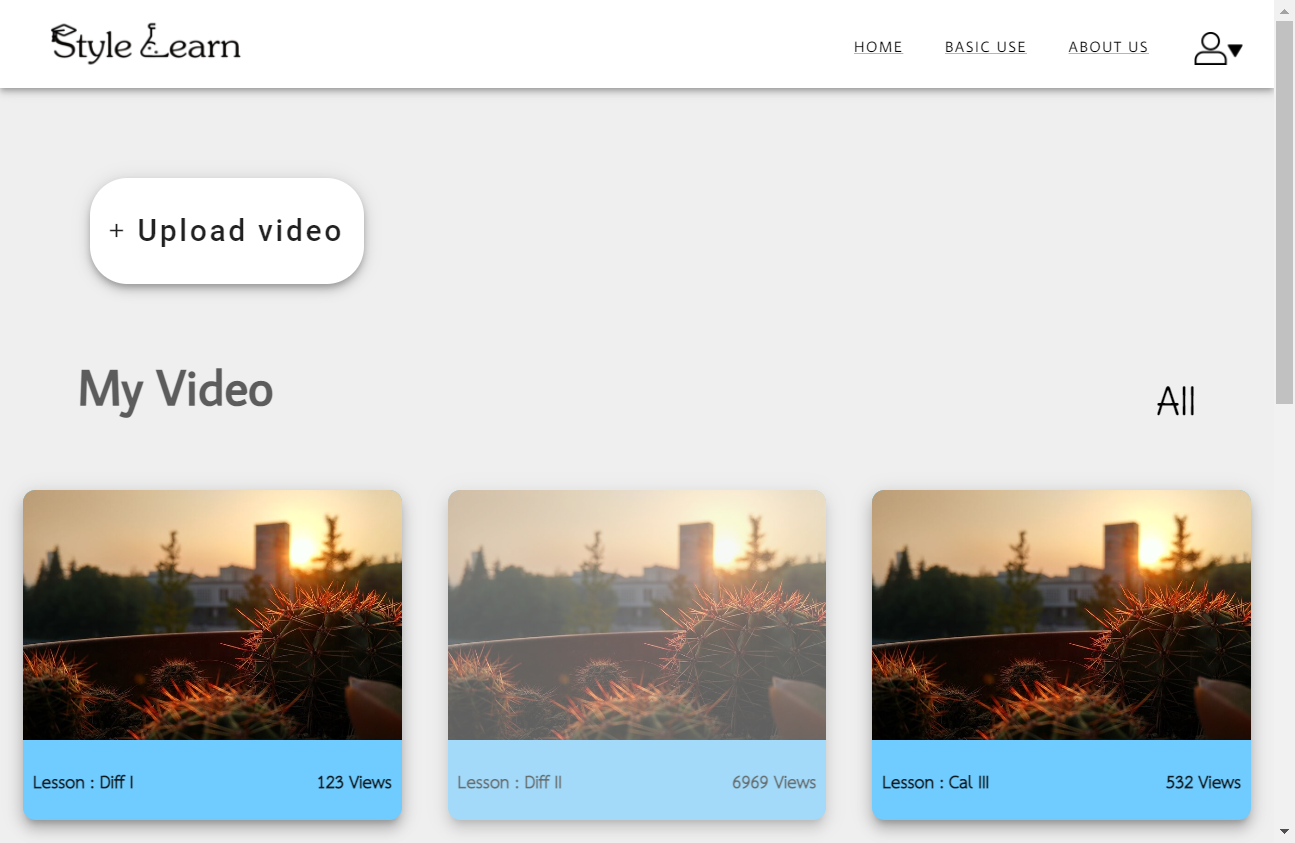 Style Learn
HOME BASIC USE ABOUT US
+ Upload video
My Video
All
Lesson : Diff I 123 Views
Lesson : Diff II 6969 Views
Lesson : Cal III 532 Views